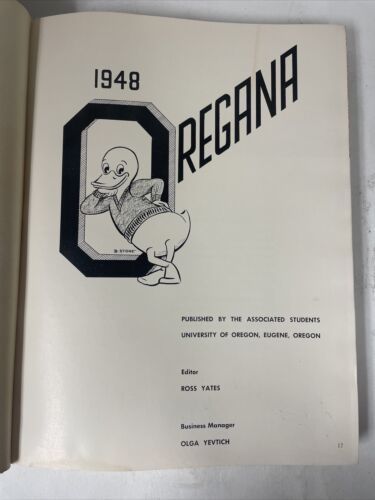 1948
OREGANA
B. STONE
PUBLISHED BY THE ASSOCIATED STUDENTS
UNIVERSITY OF OREGON, EUGENE, OREGON
Editor
ROSS YATES
Business Manager
OLGA YEVTICH
17